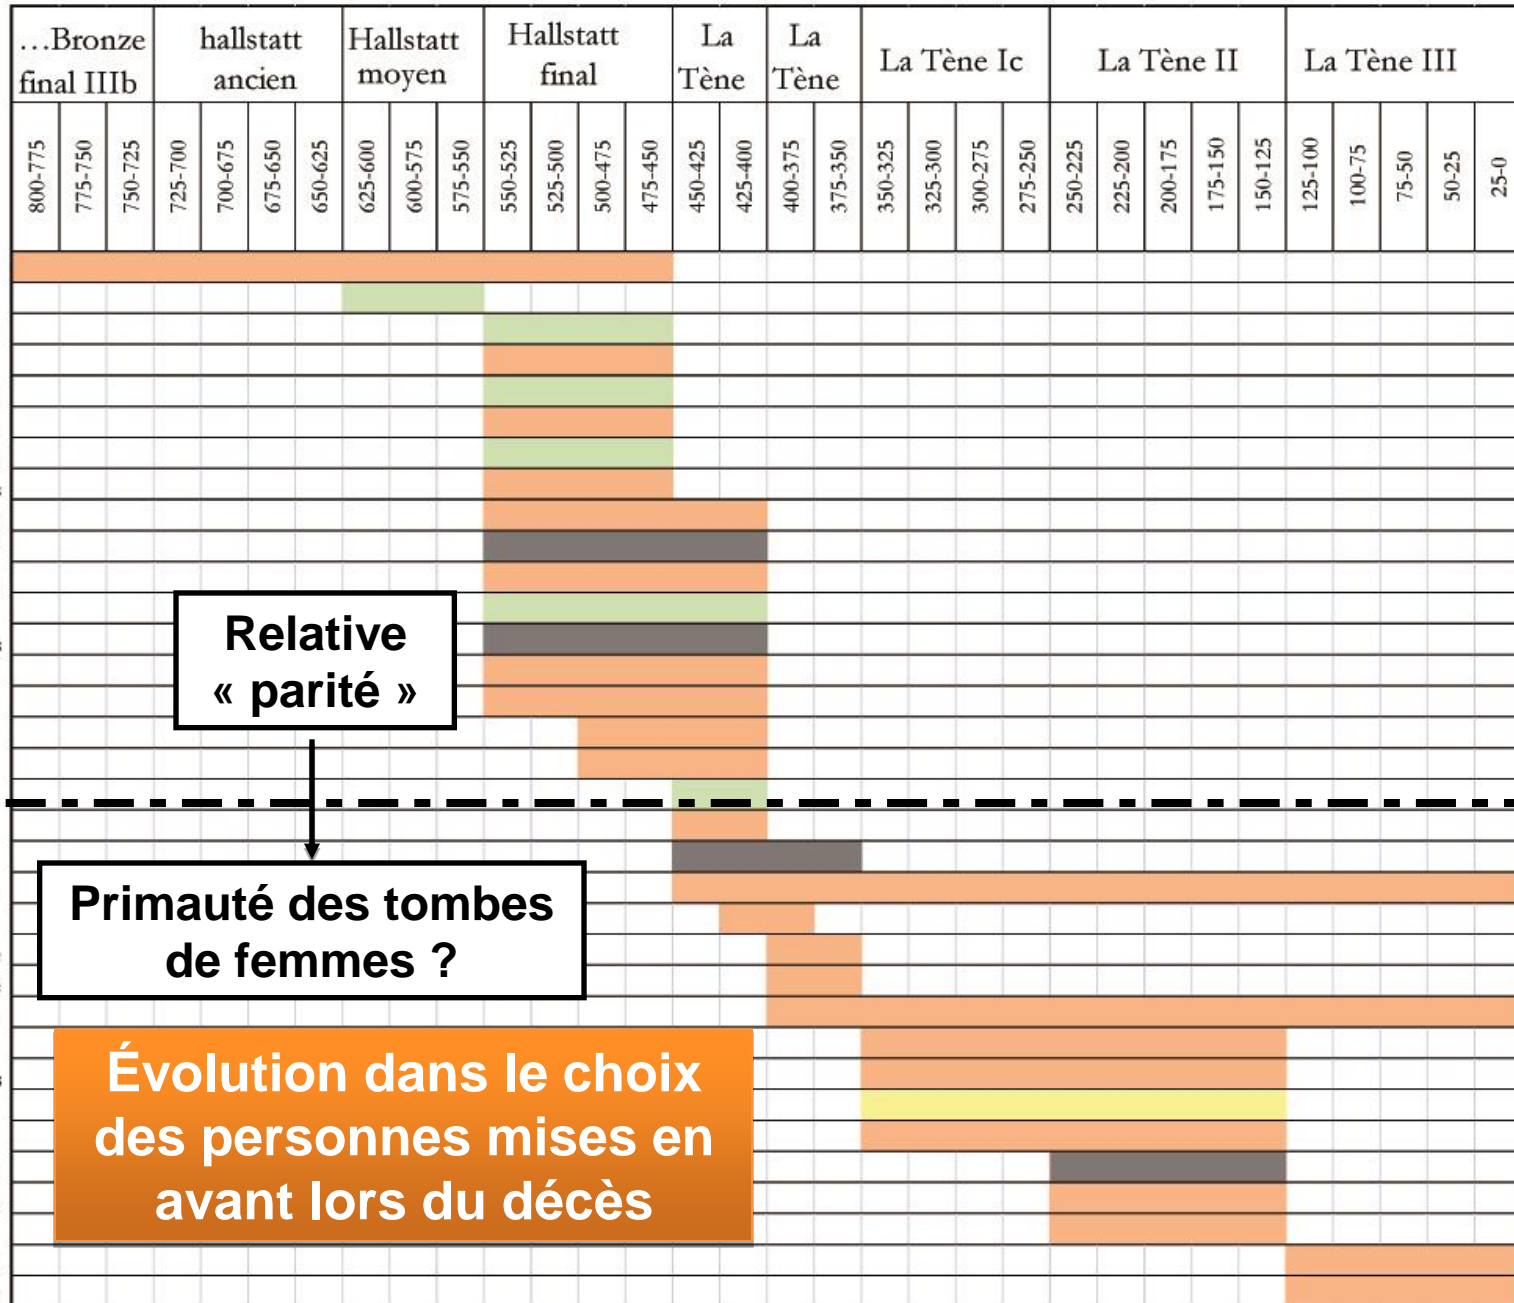 ...Bronze
final IIIb
hallstatt
ancien
Hallstatt
moyen
Hallstatt
final
La
Tène
La
Tène
La Tène Ic
La Tène II
La Tène III
800-775
775-750
750-725
725-700
700-675
675-650
650-625
625-600
600-575
575-550
550-525
525-500
500-475
475-450
450-425
425-400
400-375
375-350
350-325
325-300
300-275
275-250
250-225
225-200
200-175
175-150
150-125
125-100
100-75
75-50
50-25
25-0
Relative
« parité »
Primauté des tombes
de femmes ?
Évolution dans le choix
des personnes mises en
avant lors du décès